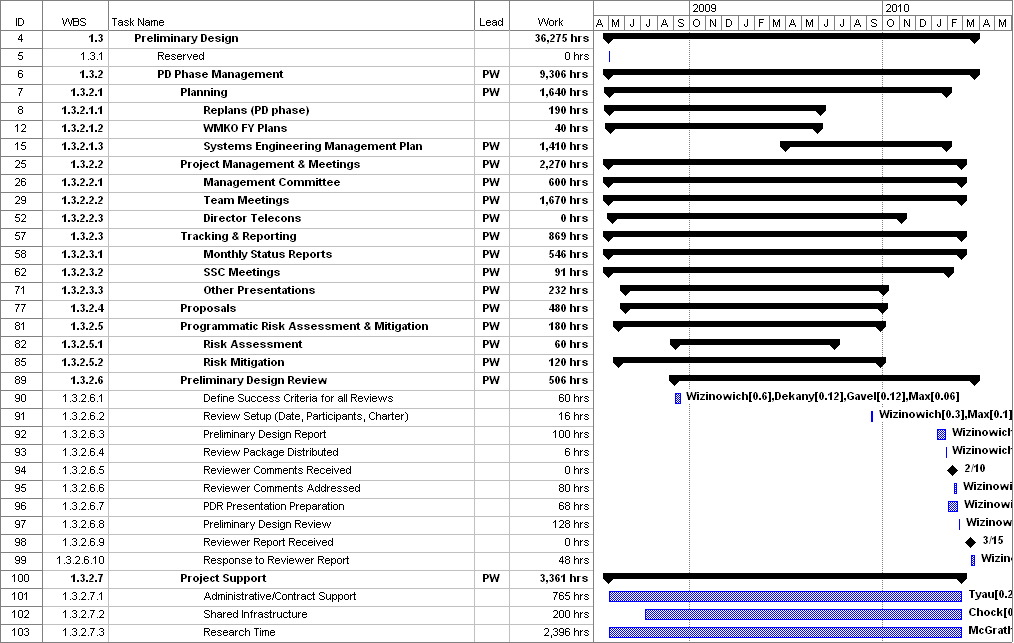 2009 2010
ID WBS Task Name Lead Work A M J J A S O N D J F M A M J J A S O N D J F M A M
4 1.3 Preliminary Design 36,275 hrs
5 1.3.1 Reserved 0 hrs
6 1.3.2 PD Phase Management PW 9,306 hrs
7 1.3.2.1 Planning PW 1,640 hrs
8 1.3.2.1.1 Replans (PD phase) 190 hrs
12 1.3.2.1.2 WMKO FY Plans 40 hrs
15 1.3.2.1.3 Systems Engineering Management Plan PW 1,410 hrs
25 1.3.2.2 Project Management & Meetings PW 2,270 hrs
26 1.3.2.2.1 Management Committee PW 600 hrs
29 1.3.2.2.2 Team Meetings PW 1,670 hrs
52 1.3.2.2.3 Director Telecons PW 0 hrs
57 1.3.2.3 Tracking & Reporting PW 869 hrs
58 1.3.2.3.1 Monthly Status Reports PW 546 hrs
62 1.3.2.3.2 SSC Meetings PW 91 hrs
71 1.3.2.3.3 Other Presentations PW 232 hrs
77 1.3.2.4 Proposals PW 480 hrs
81 1.3.2.5 Programmatic Risk Assessment & Mitigation PW 180 hrs
82 1.3.2.5.1 Risk Assessment PW 60 hrs
85 1.3.2.5.2 Risk Mitigation PW 120 hrs
89 1.3.2.6 Preliminary Design Review PW 506 hrs
90 1.3.2.6.1 Define Success Criteria for all Reviews 60 hrs Wizinowich[0.6],Dekany[0.12],Gavel[0.12],Max[0.06]
91 1.3.2.6.2 Review Setup (Date, Participants, Charter) 16 hrs Wizinowich[0.3],Max[0.1]
92 1.3.2.6.3 Preliminary Design Report 100 hrs Wizinowich
93 1.3.2.6.4 Review Package Distributed 6 hrs Wizinowich
94 1.3.2.6.5 Reviewer Comments Received 0 hrs 2/10
95 1.3.2.6.6 Reviewer Comments Addressed 80 hrs Wizinowi
96 1.3.2.6.7 PDR Presentation Preparation 68 hrs Wizinowi
97 1.3.2.6.8 Preliminary Design Review 128 hrs Wizinow
98 1.3.2.6.9 Reviewer Report Received 0 hrs 3/15
99 1.3.2.6.10 Response to Reviewer Report 48 hrs Wizin
100 1.3.2.7 Project Support PW 3,361 hrs
101 1.3.2.7.1 Administrative/Contract Support 765 hrs Tyau[0.2
102 1.3.2.7.2 Shared Infrastructure 200 hrs Chock[0
103 1.3.2.7.3 Research Time 2,396 hrs McGrath